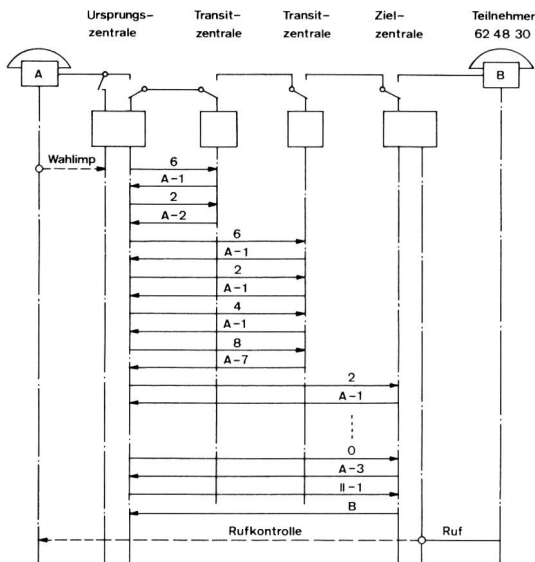 Ursprungs- Transit- Transit- Ziel- Teilnehmer
zentrale zentrale zentrale zentrale 62 48 30
A B
Wahlimp
6
A-1
2
A-2
6
A-1
2
A-1
4
A-1
8
A-7
2
A-1
0
A-3
II-1
B
Rufkontrolle Ruf